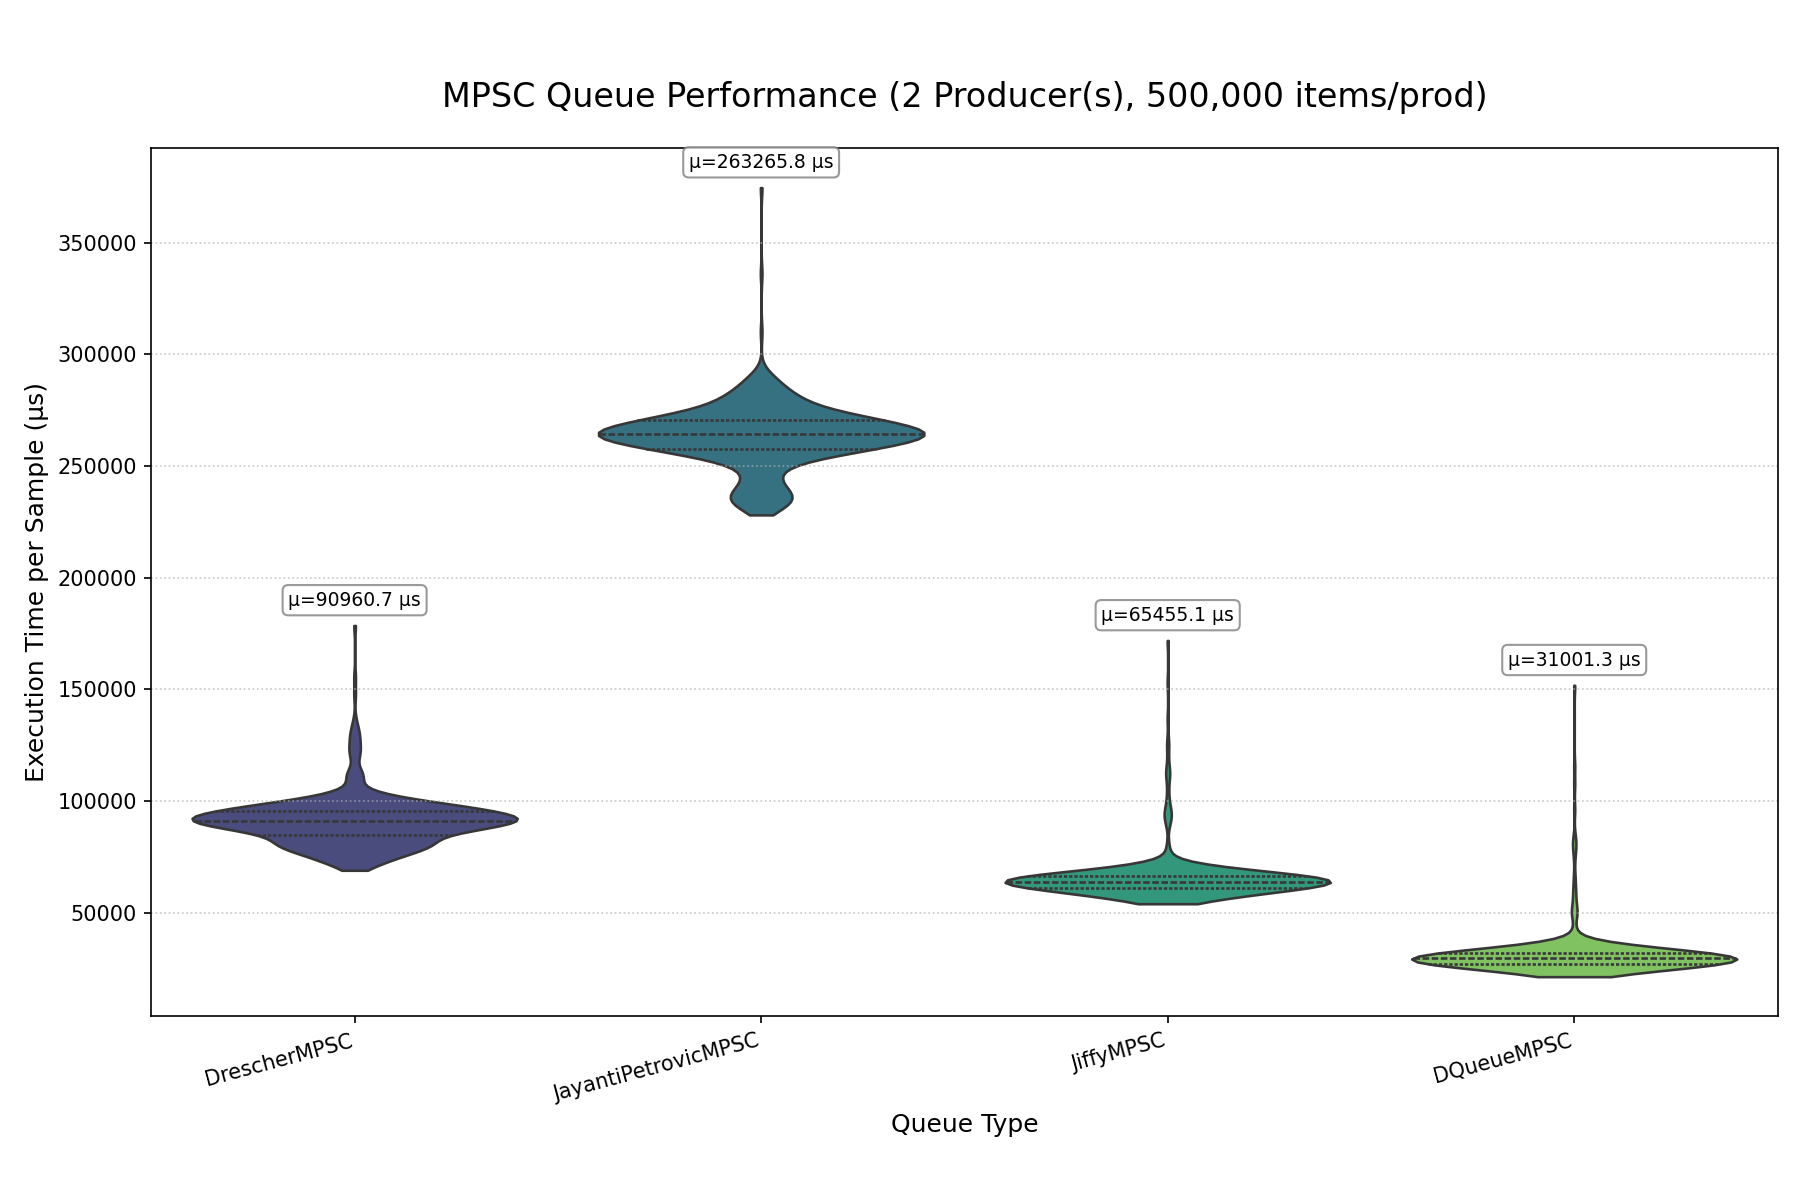 MPSC Queue Performance (2 Producer(s), 500,000 items/prod)
μ=263265.8 μs
μ=90960.7 μs
μ=65455.1 μs
μ=31001.3 μs
Execution Time per Sample (μs)
350000
300000
250000
200000
150000
100000
50000
DrescherMPSC
JayantiPetrovicMPSC
JiffyMPSC
DQueueMPSC
Queue Type